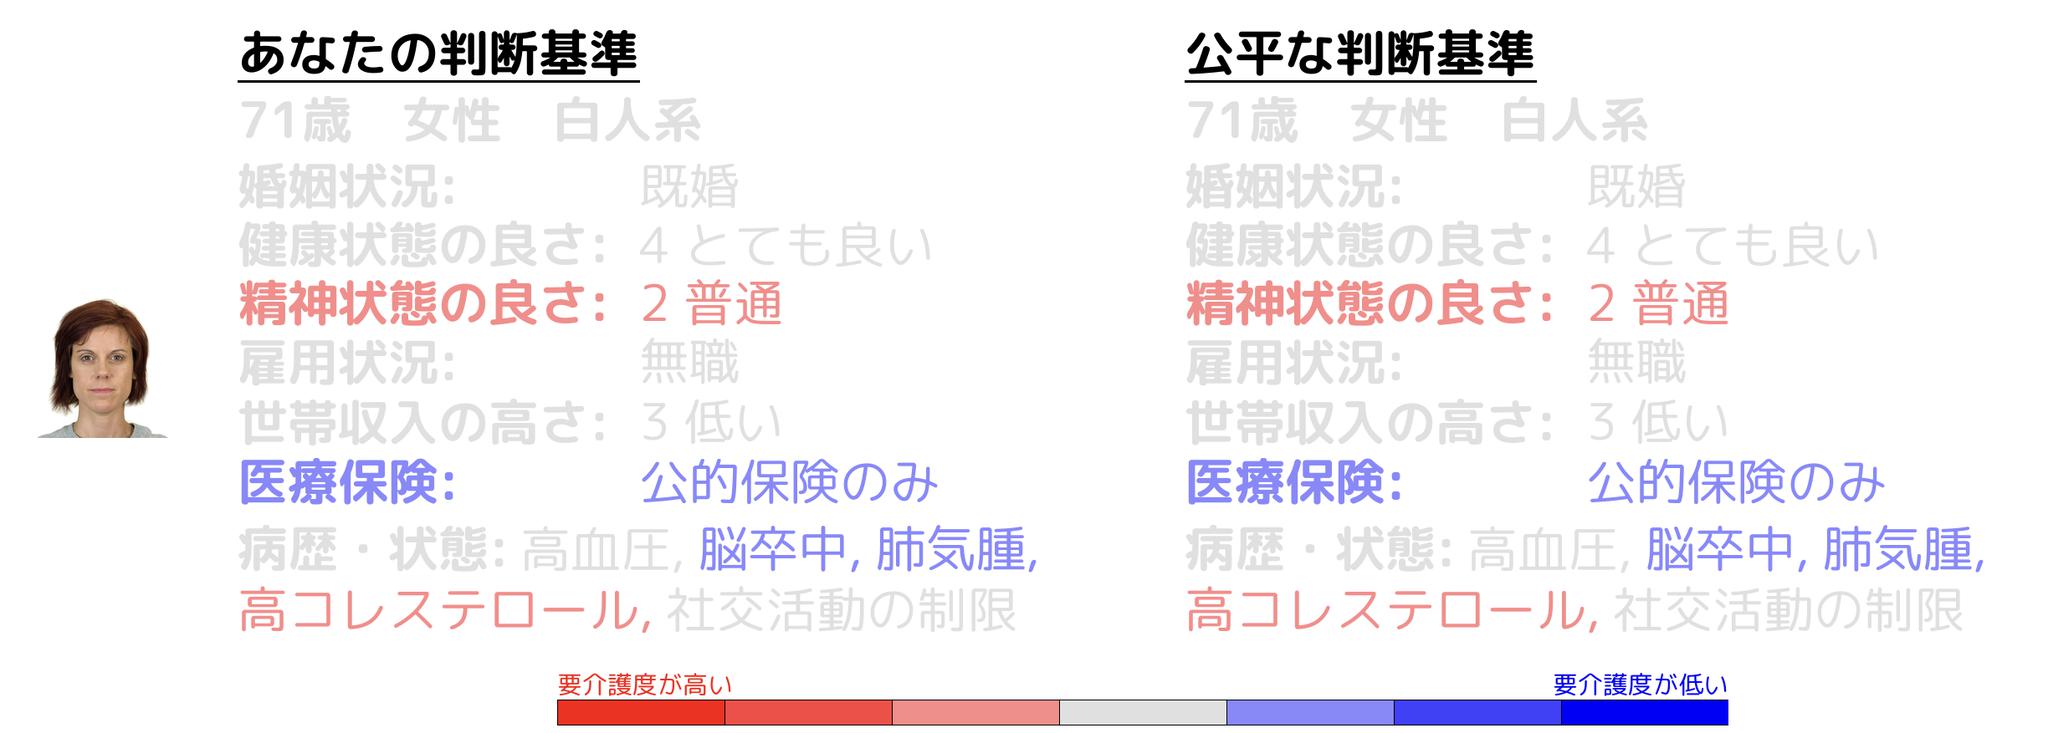 あなたの判断基準
71歳 女性 白人系
婚姻状況: 既婚
健康状態の良さ: 4 とても良い
精神状態の良さ: 2 普通
雇用状況: 無職
世帯収入の高さ: 3 低い
医療保険: 公的保険のみ
病歴・状態: 高血圧, 脳卒中, 肺気腫,
高コレステロール, 社交活動の制限
公平な判断基準
71歳 女性 白人系
婚姻状況: 既婚
健康状態の良さ: 4 とても良い
精神状態の良さ: 2 普通
雇用状況: 無職
世帯収入の高さ: 3 低い
医療保険: 公的保険のみ
病歴・状態: 高血圧, 脳卒中, 肺気腫,
高コレステロール, 社交活動の制限
要介護度が高い
要介護度が低い